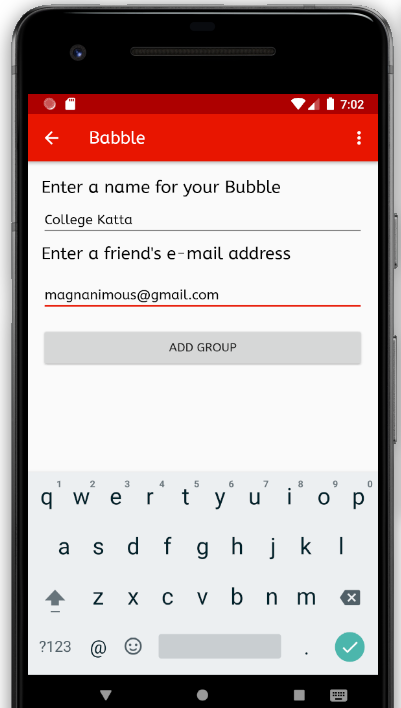 7:02
Babble
Enter a name for your Bubble
College Katta
Enter a friend's e-mail address
magnanimous@gmail.com
ADD GROUP
1 2 3 4 5 6 7 8 9 0
q w e r t y u i o p
a s d f g h j k l
z x c v b n m
?123 @ .